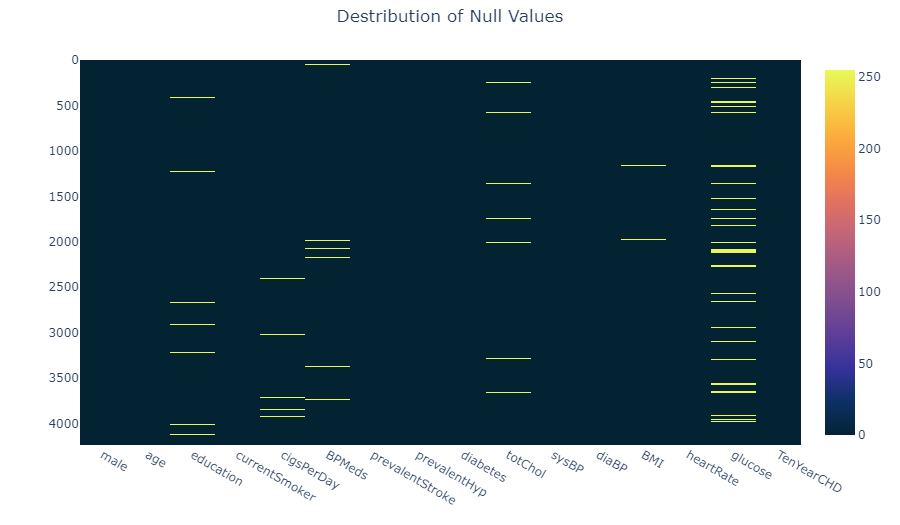 Destribution of Null Values
0
500
1000
1500
2000
2500
3000
3500
4000
male
age
education
currentSmoker
cigsPerDay
BPMeds
prevalentStroke
prevalentHyp
diabetes
totChol
sysBP
diaBP
BMI
heartRate
glucose
TenYearCHD
250
200
150
100
50
0